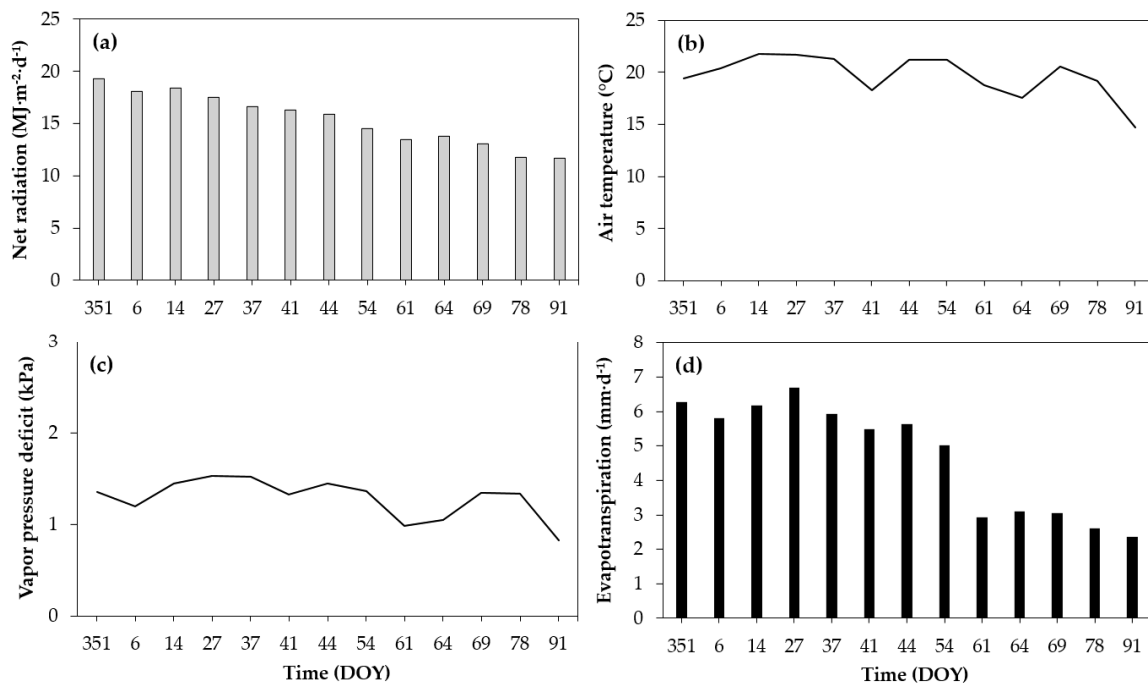 (a)
Net radiation (MJ·m⁻²·d⁻¹)
25
20
15
10
5
0
351 6 14 27 37 41 44 54 61 64 69 78 91
(b)
Air temperature (°C)
25
20
15
10
5
0
351 6 14 27 37 41 44 54 61 64 69 78 91
(c)
Vapor pressure deficit (kPa)
3
2
1
0
351 6 14 27 37 41 44 54 61 64 69 78 91
Time (DOY)
(d)
Evapotranspiration (mm·d⁻¹)
8
7
6
5
4
3
2
1
0
351 6 14 27 37 41 44 54 61 64 69 78 91
Time (DOY)